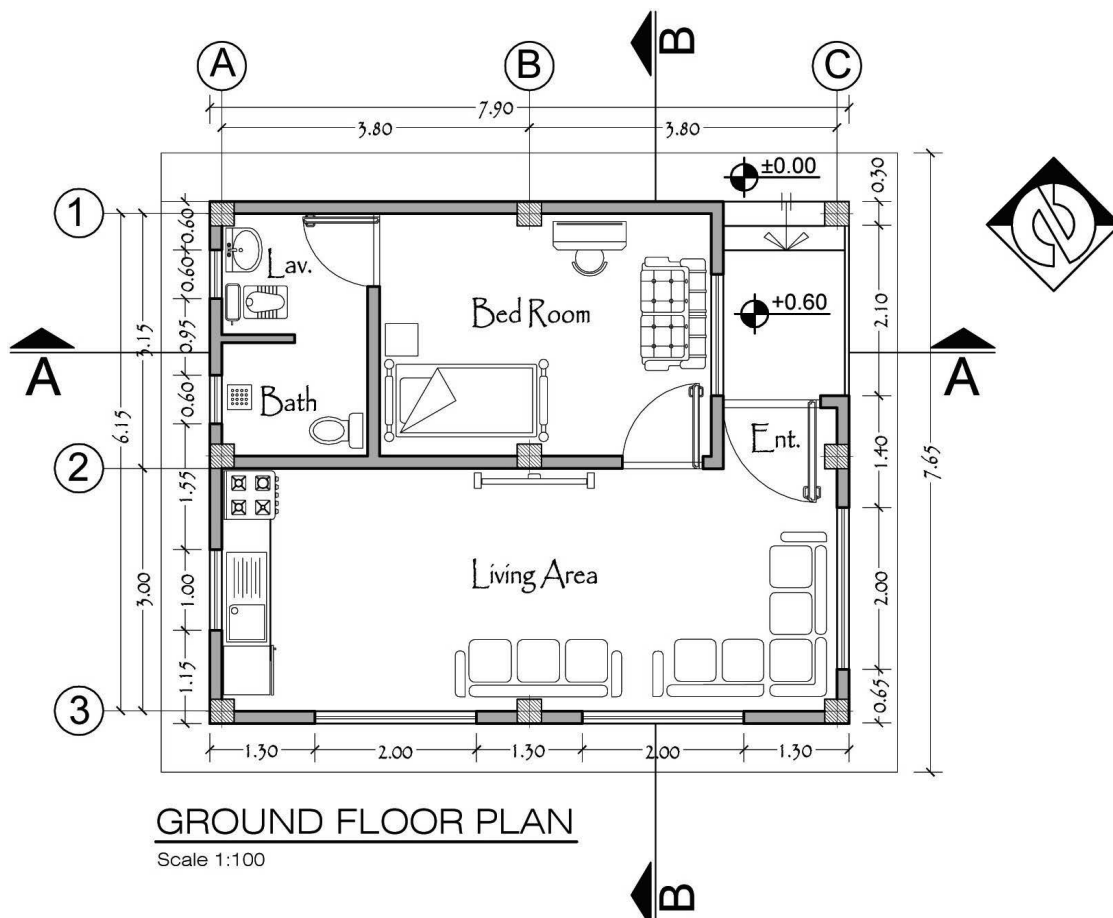 B
A
B
C
7.90
3.80
3.80
±0.00
0.30
1
0.60
Lav.
0.60
Bed Room
+0.60
2.10
3.15
0.95
A
A
6.15
0.60
Bath
Ent.
1.40
7.65
2
1.55
Living Area
3.00
1.00
2.00
1.15
0.65
3
1.30
2.00
1.30
2.00
1.30
GROUND FLOOR PLAN
Scale 1:100
B